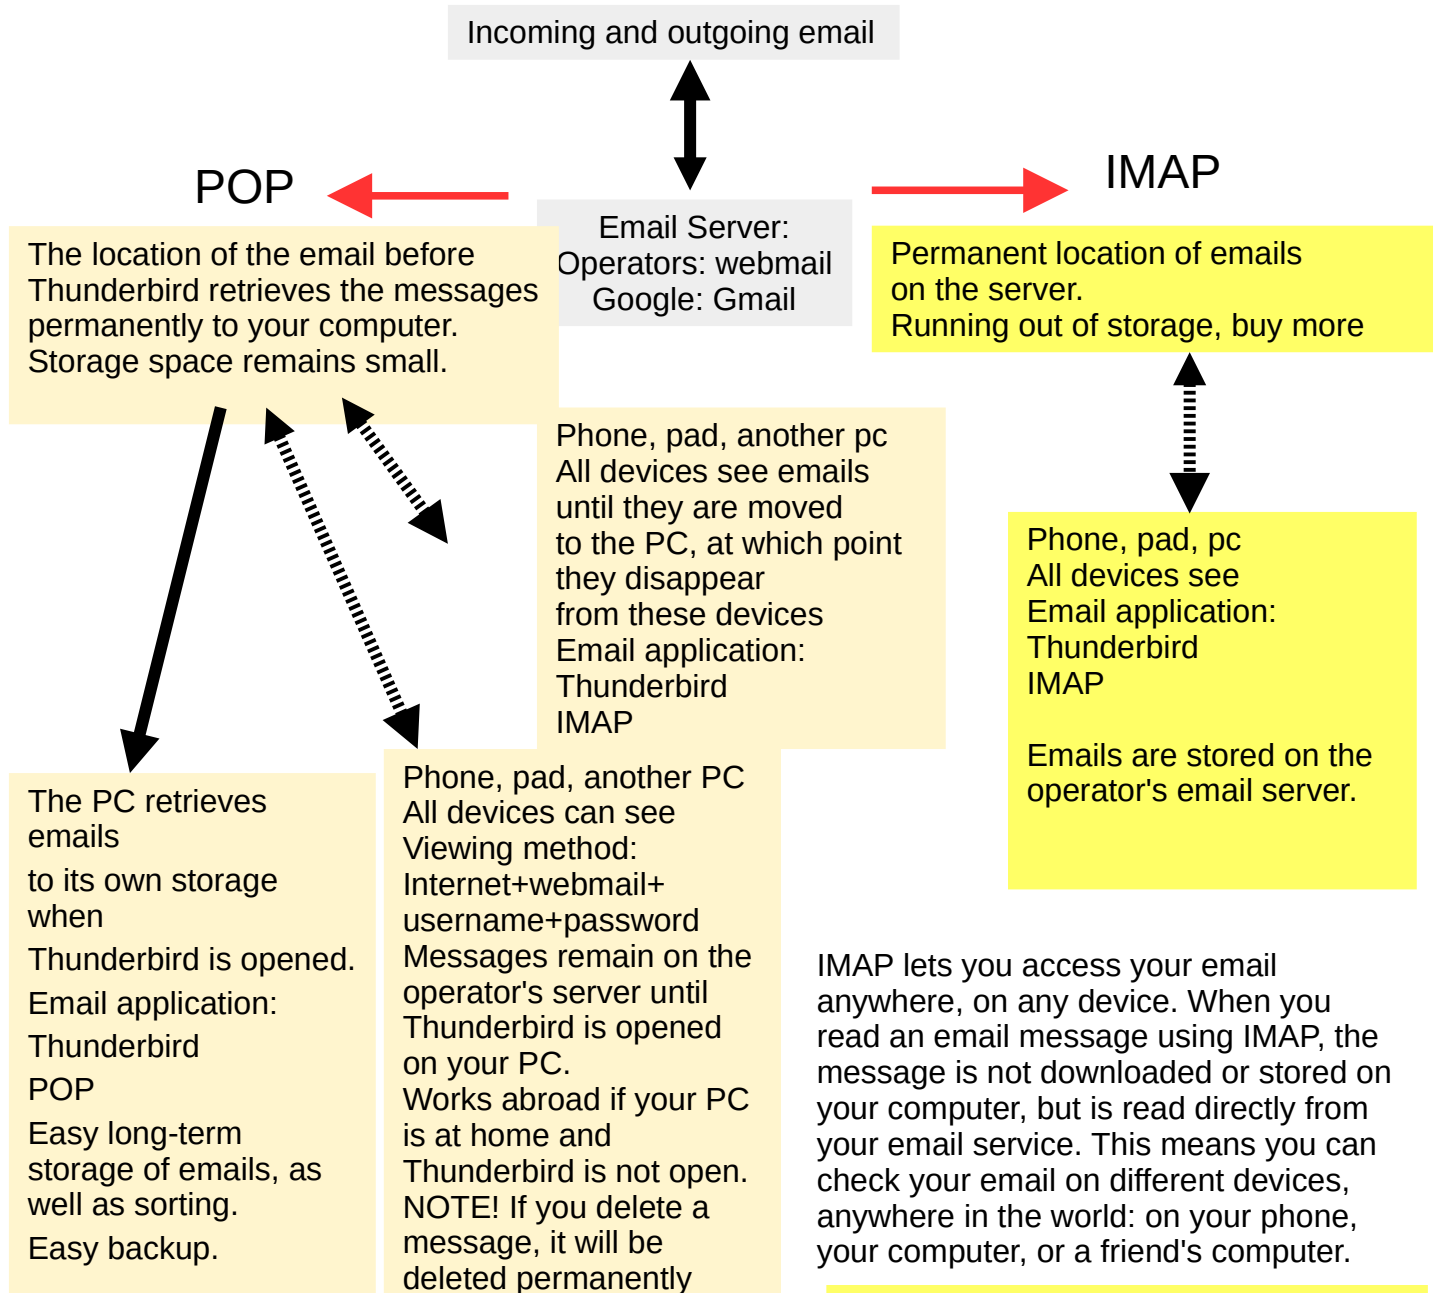 Incoming and outgoing email
POP
IMAP
Email Server:
Operators: webmail
Google: Gmail
The location of the email before
Thunderbird retrieves the messages
permanently to your computer.
Storage space remains small.
Permanent location of emails
on the server.
Running out of storage, buy more
Phone, pad, another pc
All devices see emails
until they are moved
to the PC, at which point
they disappear
from these devices
Email application:
Thunderbird
IMAP
Phone, pad, pc
All devices see
Email application:
Thunderbird
IMAP
Emails are stored on the
operator's email server.
The PC retrieves
emails
to its own storage
when
Thunderbird is opened.
Email application:
Thunderbird
POP
Easy long-term
storage of emails, as
well as sorting.
Easy backup.
Phone, pad, another PC
All devices can see
Viewing method:
Internet+webmail+
username+password
Messages remain on the
operator's server until
Thunderbird is opened
on your PC.
Works abroad if your PC
is at home and
Thunderbird is not open.
NOTE! If you delete a
message, it will be
deleted permanently
IMAP lets you access your email
anywhere, on any device. When you
read an email message using IMAP, the
message is not downloaded or stored on
your computer, but is read directly from
your email service. This means you can
check your email on different devices,
anywhere in the world: on your phone,
your computer, or a friend's computer.